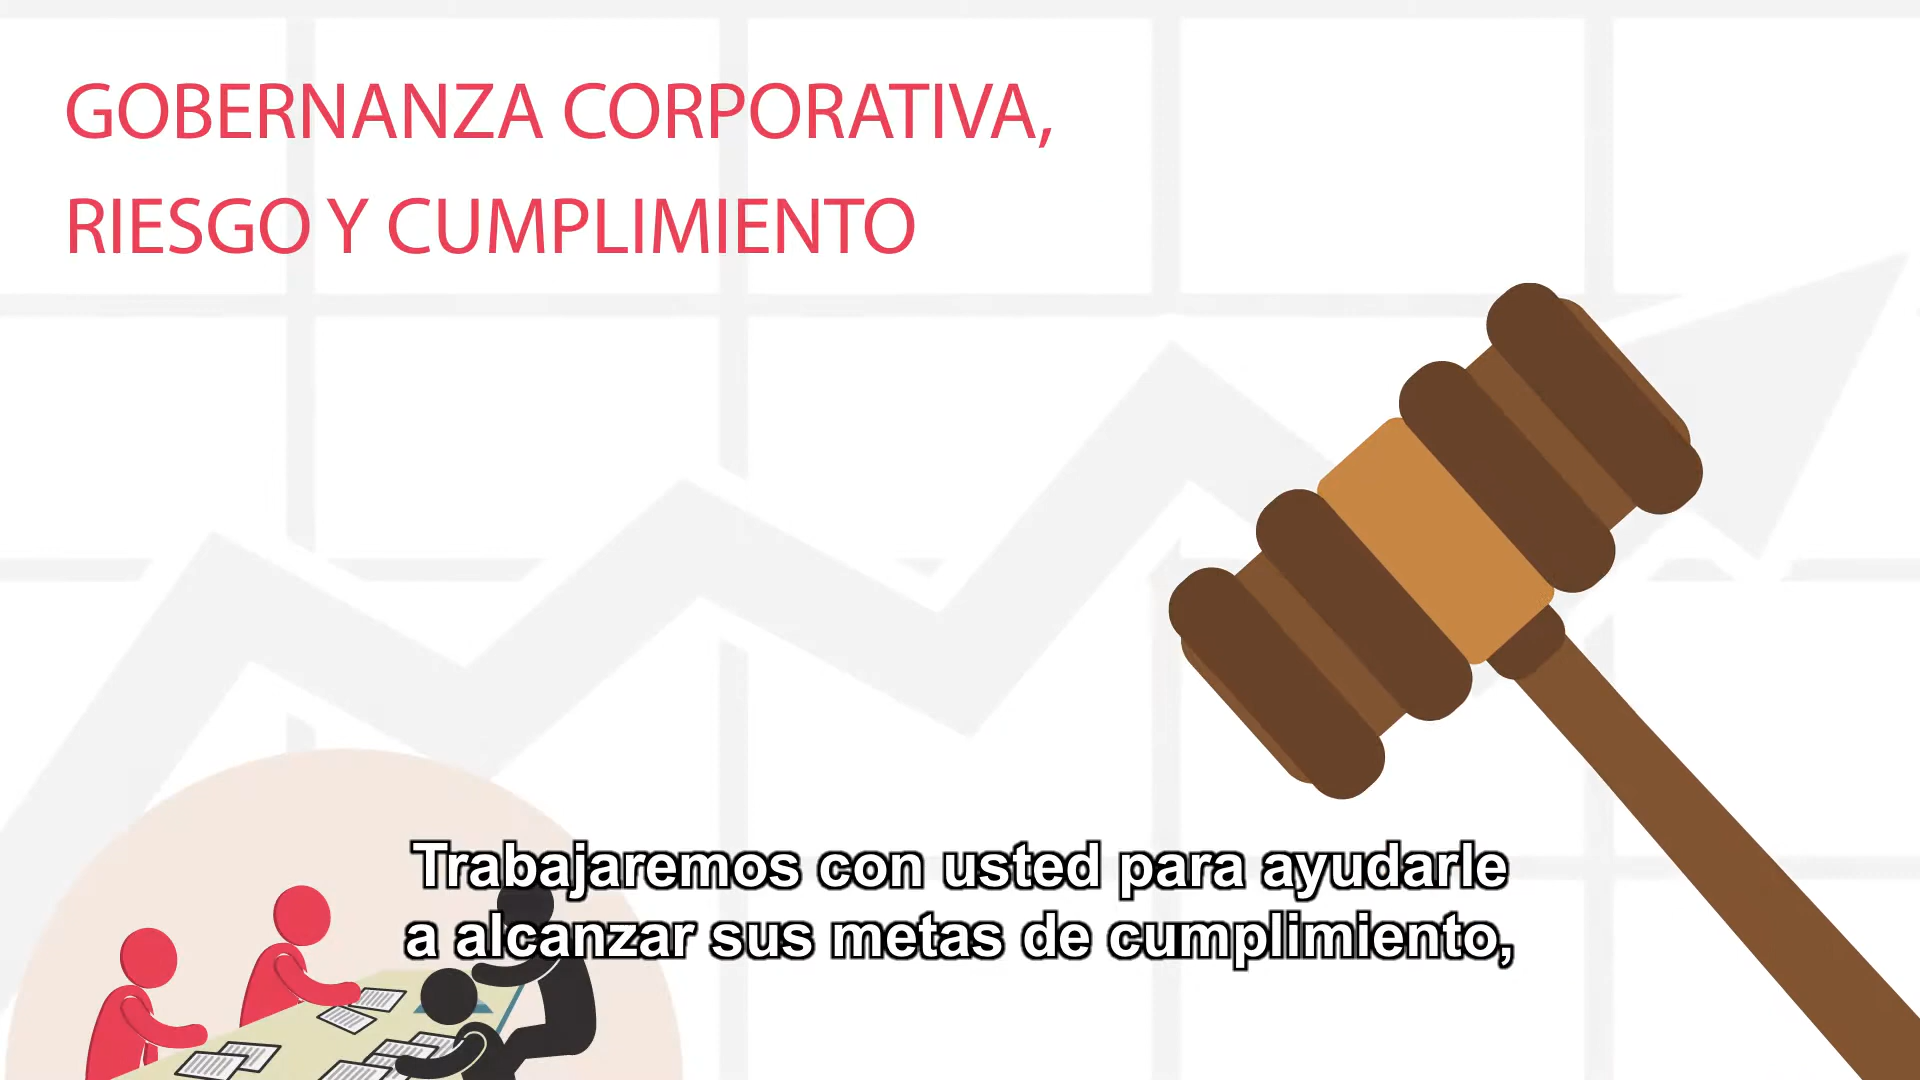 GOBERNANZA CORPORATIVA,
RIESGO Y CUMPLIMIENTO
Trabajaremos con usted para ayudarle
a alcanzar sus metas de cumplimiento,